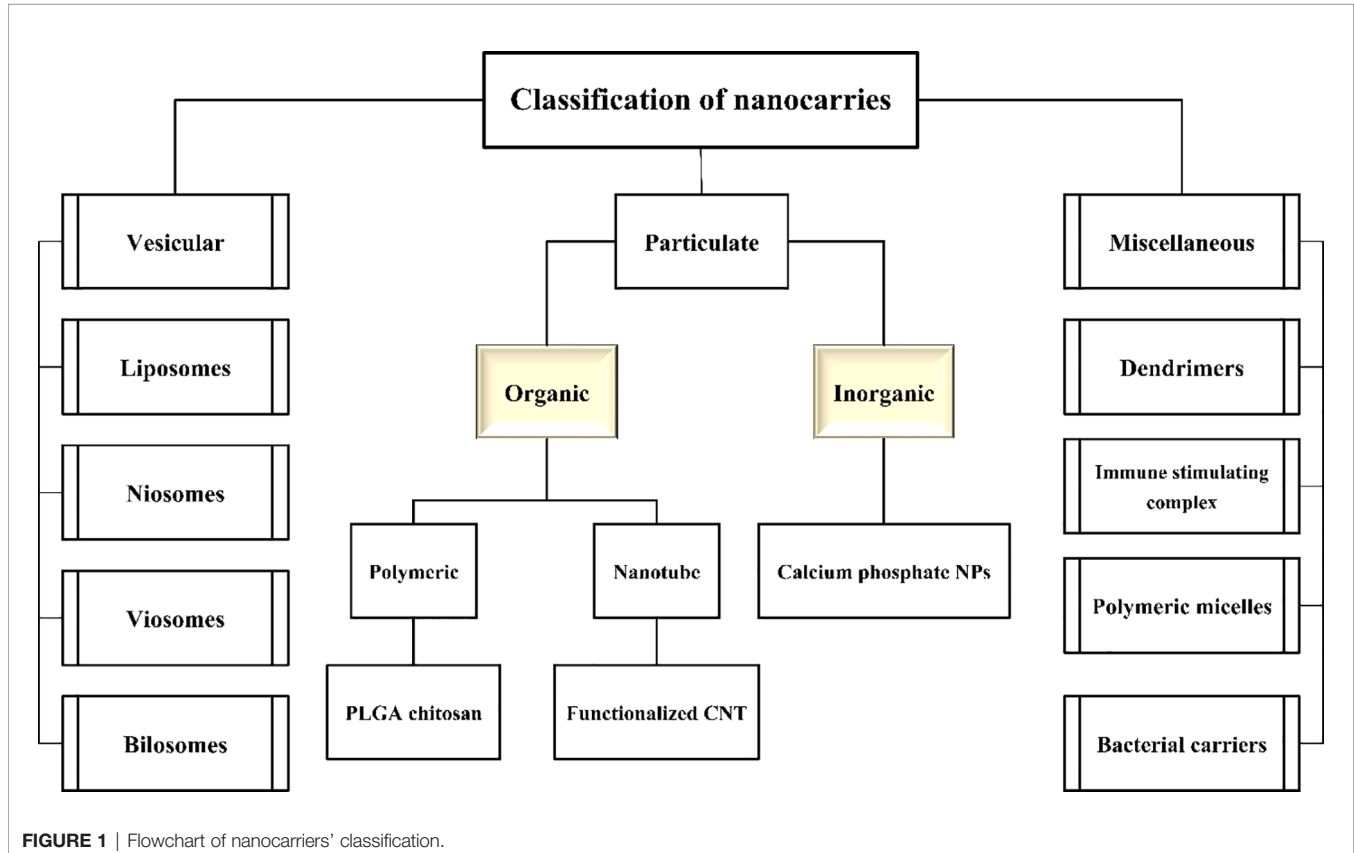 Classification of nanocarries
Vesicular
Particulate
Miscellaneous
Liposomes
Organic
Inorganic
Dendrimers
Niosomes
Immune stimulating
complex
Polymeric
Nanotube
Calcium phosphate NPs
Viosomes
Polymeric micelles
PLGA chitosan
Functionalized CNT
Bilosomes
Bacterial carriers
FIGURE 1 | Flowchart of nanocarriers’ classification.